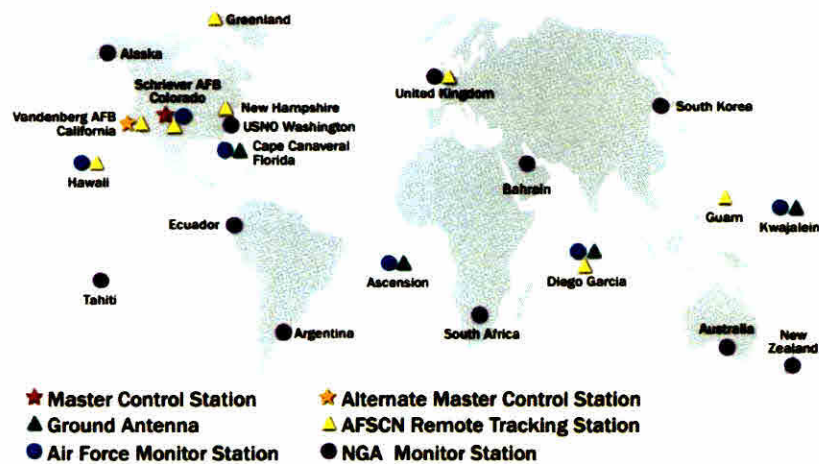 Greenland
Alaska
Schriever AFB
Colorado
Vandenberg AFB
California
New Hampshire
USNO Washington
Cape Canaveral
Florida
Hawaii
United Kingdom
South Korea
Bahrain
Guam
Kwajalein
Ecuador
Ascension
Diego Garcia
Tahiti
Argentina
South Africa
Australia
New
Zealand
Master Control Station
Alternate Master Control Station
Ground Antenna
AFSCN Remote Tracking Station
Air Force Monitor Station
NGA Monitor Station